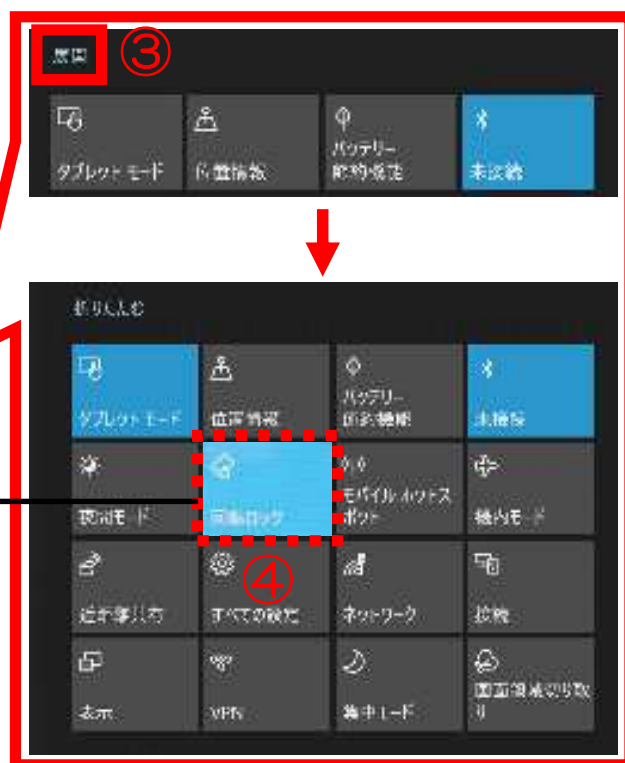 展開
③
タブレット モード
位置情報
バッテリー
節約機能
未接続
折りたたむ
タブレット モード
位置情報
バッテリー
節約機能
未接続
夜間モード
回転ロック
モバイル ホットス
ポット
機内モード
④
近距離共有
すべての設定
ネットワーク
接続
表示
VPN
集中モード
画面領域切り取
り